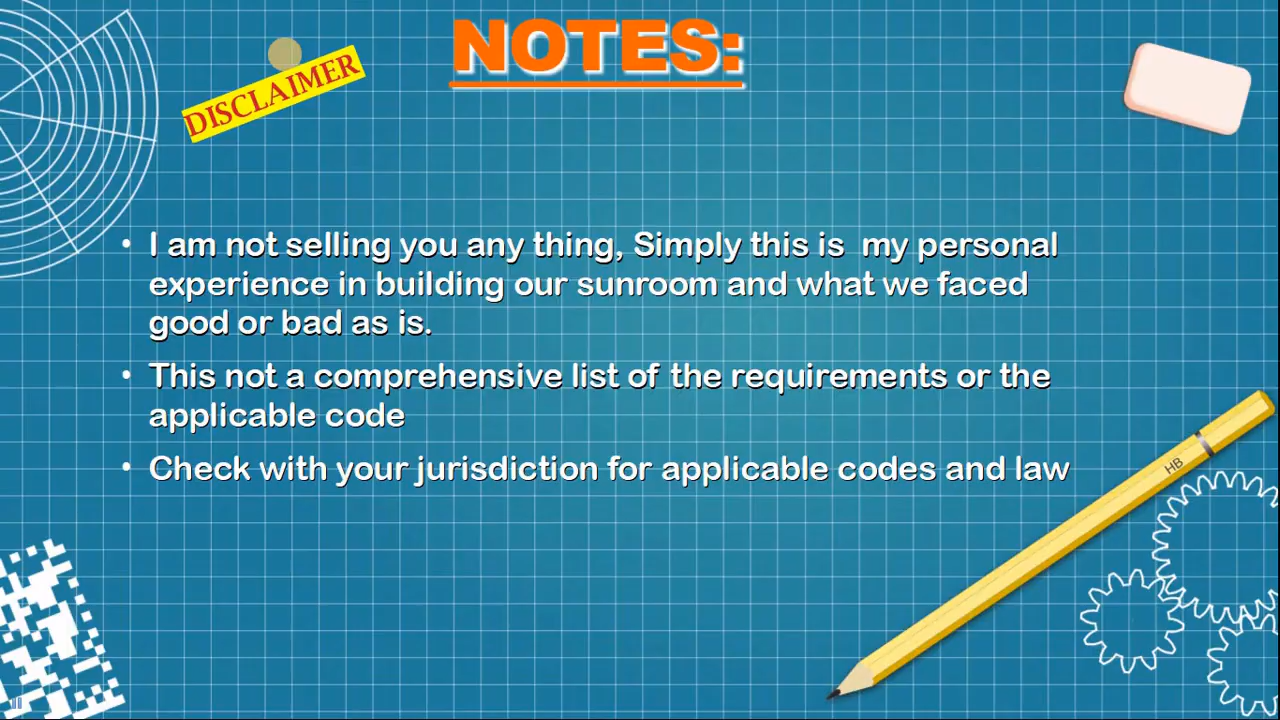 NOTES:
DISCLAIMER
• I am not selling you any thing, Simply this is my personal
experience in building our sunroom and what we faced
good or bad as is.
• This not a comprehensive list of the requirements or the
applicable code
• Check with your jurisdiction for applicable codes and law
HB